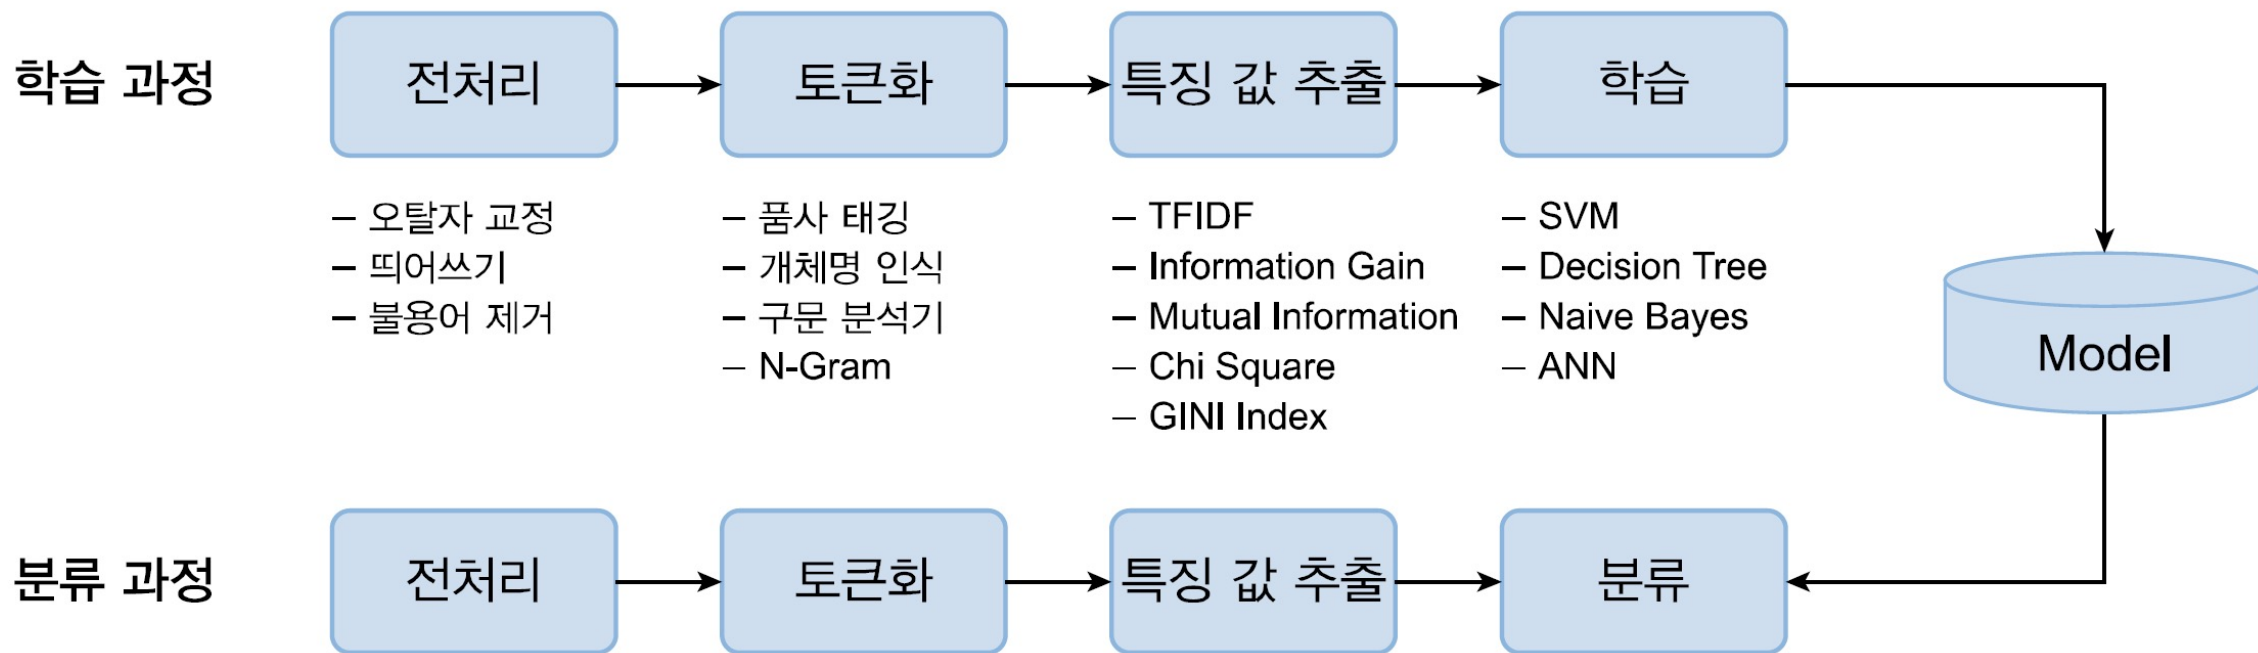 학습 과정
전처리
토큰화
특징 값 추출
학습
– 오탈자 교정
– 띄어쓰기
– 불용어 제거
– 품사 태깅
– 개체명 인식
– 구문 분석기
– N-Gram
– TFIDF
– Information Gain
– Mutual Information
– Chi Square
– GINI Index
– SVM
– Decision Tree
– Naive Bayes
– ANN
Model
분류 과정
전처리
토큰화
특징 값 추출
분류